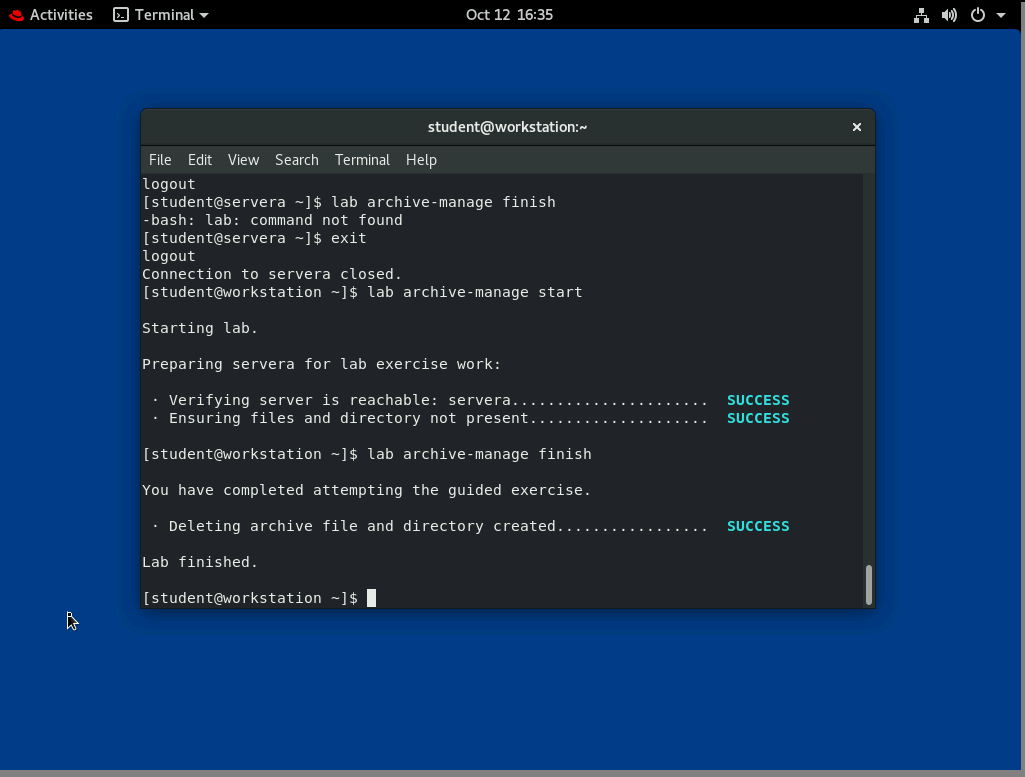 Activities Terminal Oct 12 16:35
student@workstation:~
File Edit View Search Terminal Help
logout
[student@servera ~]$ lab archive-manage finish
-bash: lab: command not found
[student@servera ~]$ exit
logout
Connection to servera closed.
[student@workstation ~]$ lab archive-manage start
Starting lab.
Preparing servera for lab exercise work:
· Verifying server is reachable: servera...................... SUCCESS
· Ensuring files and directory not present.................... SUCCESS
[student@workstation ~]$ lab archive-manage finish
You have completed attempting the guided exercise.
· Deleting archive file and directory created................. SUCCESS
Lab finished.
[student@workstation ~]$